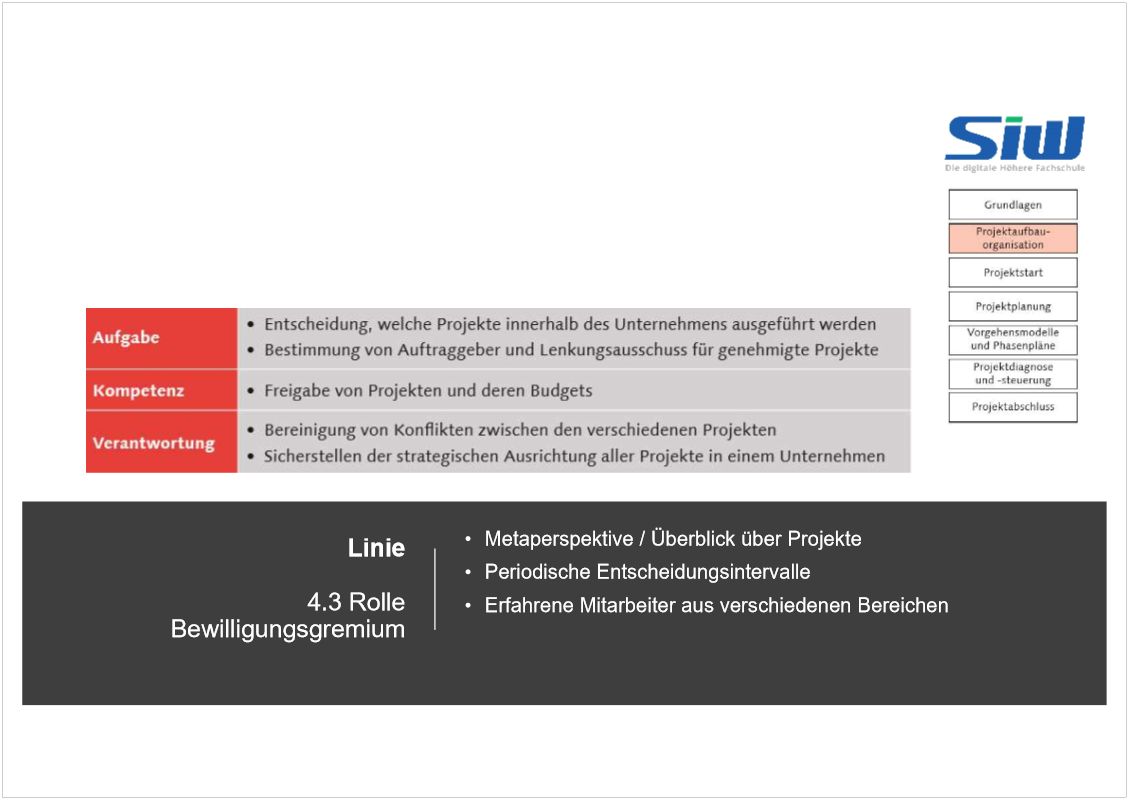 Siw
Die digitale Höhere Fachschule
Grundlagen
Projektaufbau-
organisation
Projektstart
Projektplanung
Vorgehensmodelle
und Phasenpläne
Projektdiagnose
und -steuerung
Projektabschluss
Aufgabe
• Entscheidung, welche Projekte innerhalb des Unternehmens ausgeführt werden
• Bestimmung von Auftraggeber und Lenkungsausschuss für genehmigte Projekte
Kompetenz
• Freigabe von Projekten und deren Budgets
Verantwortung
• Bereinigung von Konflikten zwischen den verschiedenen Projekten
• Sicherstellen der strategischen Ausrichtung aller Projekte in einem Unternehmen
Linie
4.3 Rolle
Bewilligungsgremium
• Metaperspektive / Überblick über Projekte
• Periodische Entscheidungsintervalle
• Erfahrene Mitarbeiter aus verschiedenen Bereichen